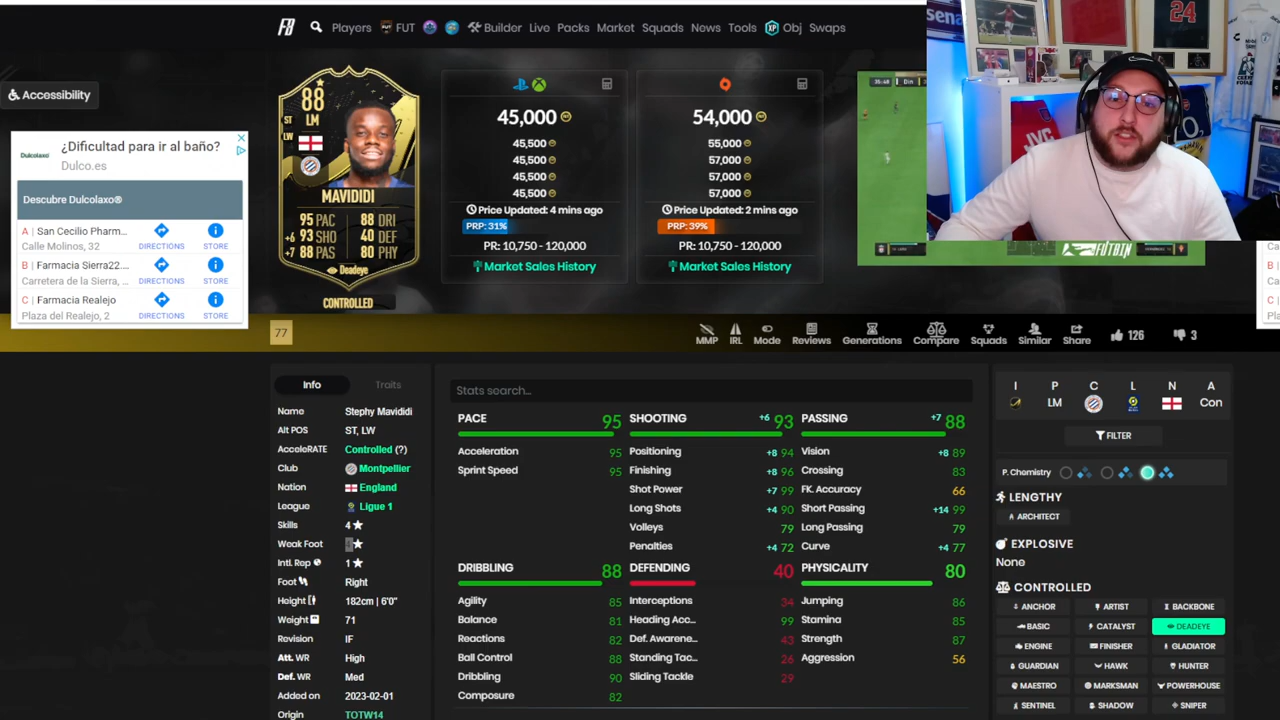 Players FUT Builder Live Packs Market Squads News Tools XP Obj Swaps
Accessibility
¿Dificultad para ir al baño?
Dulcolaxo
Dulco.es
Descubre Dulcolaxo®
A | San Cecilio Pharm...
Calle Molinos, 32
DIRECTIONS STORE
B | Farmacia Sierra22....
Carretera de la Sierra, ...
DIRECTIONS STORE
C | Farmacia Realejo
Plaza del Realejo, 2
DIRECTIONS STORE
88
LM
ST
LW
MAVIDIDI
95 PAC 88 DRI
+6 93 SHO 40 DEF
+7 88 PAS 80 PHY
Deadeye
CONTROLLED
45,000
45,500
45,500
45,500
45,500
Price Updated: 4 mins ago
PRP: 31%
PR: 10,750 - 120,000
Market Sales History
54,000
55,000
57,000
57,000
57,000
Price Updated: 2 mins ago
PRP: 39%
PR: 10,750 - 120,000
Market Sales History
FUTBIN
24
JVC
77
MMP IRL Mode Reviews Generations Compare Squads Similar Share 126 3
Info Traits
Name Stephy Mavididi
Alt POS ST, LW
AcceleRATE Controlled (?)
Club Montpellier
Nation England
League Ligue 1
Skills 4
Weak Foot
Intl. Rep 1
Foot Right
Height 182cm | 6'0"
Weight 71
Revision IF
Att. WR High
Def. WR Med
Added on 2023-02-01
Origin TOTW14
Stats search...
PACE 95
Acceleration 95
Sprint Speed 95
SHOOTING +6 93
Positioning +8 94
Finishing +8 96
Shot Power +7 99
Long Shots +4 90
Volleys 79
Penalties +4 72
PASSING +7 88
Vision +8 89
Crossing 83
FK. Accuracy 66
Short Passing +14 99
Long Passing 79
Curve +4 77
DRIBBLING 88
Agility 85
Balance 81
Reactions 82
Ball Control 88
Dribbling 90
Composure 82
DEFENDING 40
Interceptions 34
Heading Acc... 99
Def. Awarene... 43
Standing Tac... 26
Sliding Tackle 29
PHYSICALITY 80
Jumping 86
Stamina 85
Strength 87
Aggression 56
I P C L N A
LM Con
FILTER
P. Chemistry
LENGTHY
ARCHITECT
EXPLOSIVE
None
CONTROLLED
ANCHOR ARTIST BACKBONE
BASIC CATALYST DEADEYE
ENGINE FINISHER GLADIATOR
GUARDIAN HAWK HUNTER
MAESTRO MARKSMAN POWERHOUSE
SENTINEL SHADOW SNIPER